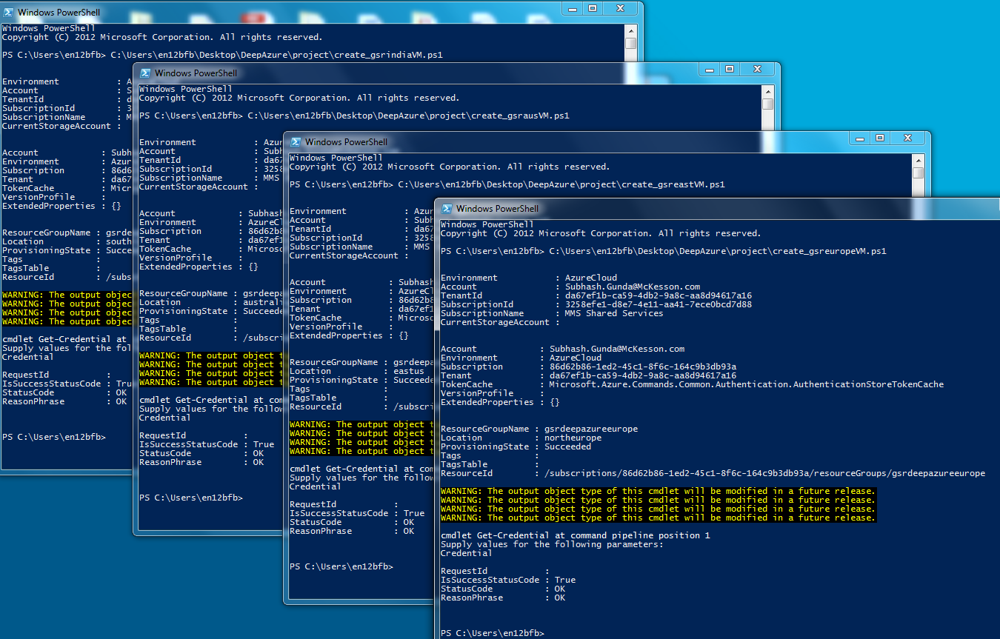 Windows PowerShell
Windows PowerShell
Copyright (C) 2012 Microsoft Corporation. All rights reserved.
PS C:\Users\en12bfb> C:\Users\en12bfb\Desktop\DeepAzure\project\create_gsrindiaVM.ps1
Environment : A
Account : S
TenantId : d
SubscriptionId : 3
SubscriptionName : M
CurrentStorageAccount :
Account : Subh
Environment : Azur
Subscription : 86d6
Tenant : da67
TokenCache : Micr
VersionProfile :
ExtendedProperties : {}
ResourceGroupName : gsrde
Location : south
ProvisioningState : Succe
Tags :
TagsTable :
ResourceId : /subs
WARNING: The output objec
WARNING: The output objec
WARNING: The output objec
WARNING: The output objec
cmdlet Get-Credential at
Supply values for the fol
Credential
RequestId :
IsSuccessStatusCode : Tru
StatusCode : OK
ReasonPhrase : OK
PS C:\Users\en12bfb>
Windows PowerShell
Windows PowerShell
Copyright (C) 2012 Microsoft Corporation. All rights reserved.
PS C:\Users\en12bfb> C:\Users\en12bfb\Desktop\DeepAzure\project\create_gsrausVM.ps1
Environment : Azu
Account : Sub
TenantId : da67
SubscriptionId : 3258
SubscriptionName : MMS
CurrentStorageAccount :
Account : Subhash
Environment : AzureCl
Subscription : 86d62b8
Tenant : da67ef1
TokenCache : Microso
VersionProfile :
ExtendedProperties : {}
ResourceGroupName : gsrdeepa
Location : australi
ProvisioningState : Succeede
Tags :
TagsTable :
ResourceId : /subscri
WARNING: The output object t
WARNING: The output object t
WARNING: The output object t
WARNING: The output object t
cmdlet Get-Credential at com
Supply values for the follow
Credential
RequestId :
IsSuccessStatusCode : True
StatusCode : OK
ReasonPhrase : OK
PS C:\Users\en12bfb>
Windows PowerShell
Windows PowerShell
Copyright (C) 2012 Microsoft Corporation. All rights reserved.
PS C:\Users\en12bfb> C:\Users\en12bfb\Desktop\DeepAzure\project\create_gsreastVM.ps1
Environment : Azu
Account : Sub
TenantId : da67
SubscriptionId : 3258
SubscriptionName : MMS
CurrentStorageAccount :
Account : Subhash
Environment : AzureCl
Subscription : 86d62b8
Tenant : da67ef1
TokenCache : Microso
VersionProfile :
ExtendedProperties : {}
ResourceGroupName : gsrdeepa
Location : eastus
ProvisioningState : Succeede
Tags :
TagsTable :
ResourceId : /subscri
WARNING: The output object t
WARNING: The output object t
WARNING: The output object t
WARNING: The output object t
cmdlet Get-Credential at com
Supply values for the follow
Credential
RequestId :
IsSuccessStatusCode : True
StatusCode : OK
ReasonPhrase : OK
PS C:\Users\en12bfb>
Windows PowerShell
Windows PowerShell
Copyright (C) 2012 Microsoft Corporation. All rights reserved.
PS C:\Users\en12bfb> C:\Users\en12bfb\Desktop\DeepAzure\project\create_gsreuropeVM.ps1
Environment : AzureCloud
Account : Subhash.Gunda@McKesson.com
TenantId : da67ef1b-ca59-4db2-9a8c-aa8d94617a16
SubscriptionId : 3258efe1-d8e7-4e11-aa41-7ece0bcd7d88
SubscriptionName : MMS Shared Services
CurrentStorageAccount :
Account : Subhash.Gunda@McKesson.com
Environment : AzureCloud
Subscription : 86d62b86-1ed2-45c1-8f6c-164c9b3db93a
Tenant : da67ef1b-ca59-4db2-9a8c-aa8d94617a16
TokenCache : Microsoft.Azure.Commands.Common.Authentication.AuthenticationStoreTokenCache
VersionProfile :
ExtendedProperties : {}
ResourceGroupName : gsrdeepazureeurope
Location : northeurope
ProvisioningState : Succeeded
Tags :
TagsTable :
ResourceId : /subscriptions/86d62b86-1ed2-45c1-8f6c-164c9b3db93a/resourceGroups/gsrdeepazureeurope
WARNING: The output object type of this cmdlet will be modified in a future release.
WARNING: The output object type of this cmdlet will be modified in a future release.
WARNING: The output object type of this cmdlet will be modified in a future release.
WARNING: The output object type of this cmdlet will be modified in a future release.
cmdlet Get-Credential at command pipeline position 1
Supply values for the following parameters:
Credential
RequestId :
IsSuccessStatusCode : True
StatusCode : OK
ReasonPhrase : OK
PS C:\Users\en12bfb>